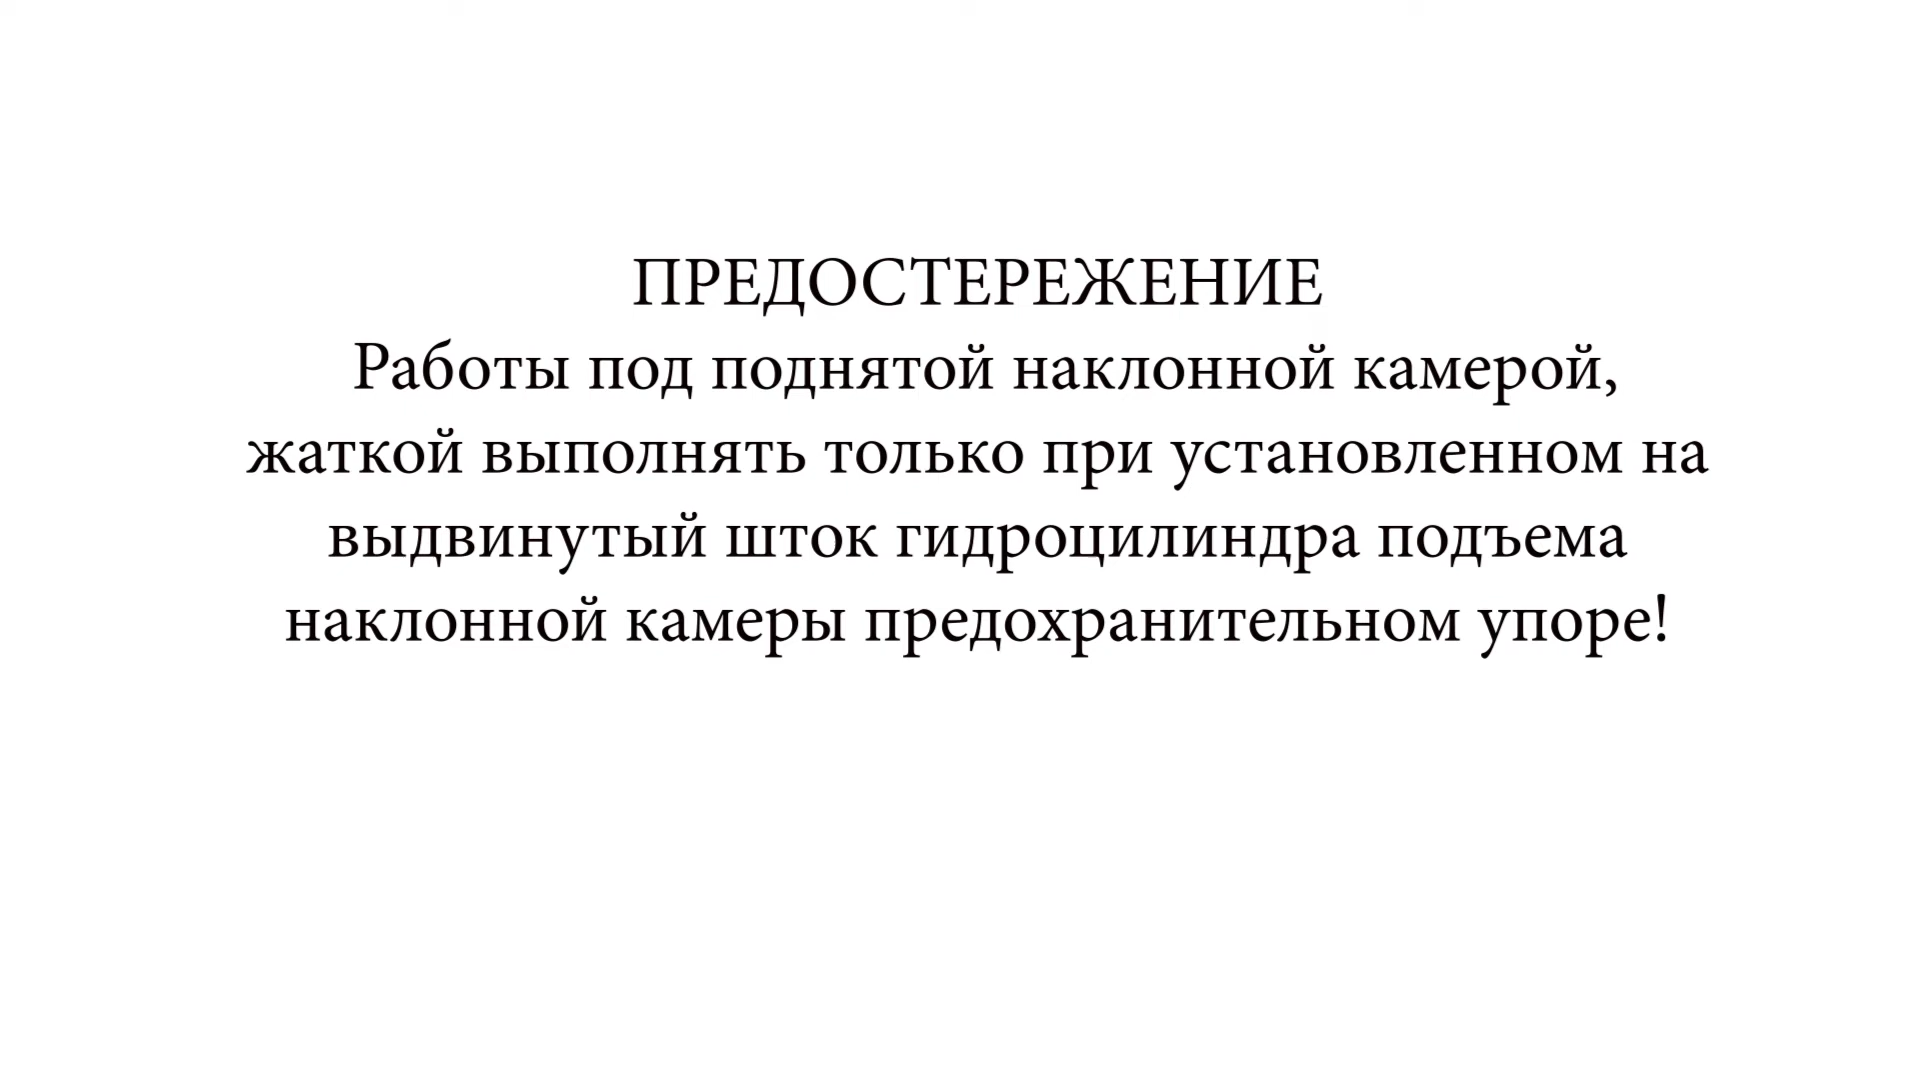 ПРЕДОСТЕРЕЖЕНИЕ
Работы под поднятой наклонной камерой,
жаткой выполнять только при установленном на
выдвинутый шток гидроцилиндра подъема
наклонной камеры предохранительном упоре!